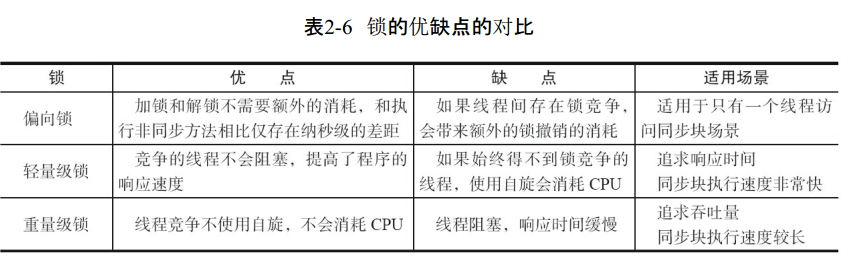 表2-6 锁的优缺点的对比
锁 优 点 缺 点 适用场景
偏向锁
加锁和解锁不需要额外的消耗，和执
行非同步方法相比仅存在纳秒级的差距
如果线程间存在锁竞争，
会带来额外的锁撤销的消耗
适用于只有一个线程访
问同步块场景
轻量级锁
竞争的线程不会阻塞，提高了程序的
响应速度
如果始终得不到锁竞争的
线程，使用自旋会消耗 CPU
追求响应时间
同步块执行速度非常快
重量级锁
线程竞争不使用自旋，不会消耗 CPU
线程阻塞，响应时间缓慢
追求吞吐量
同步块执行速度较长